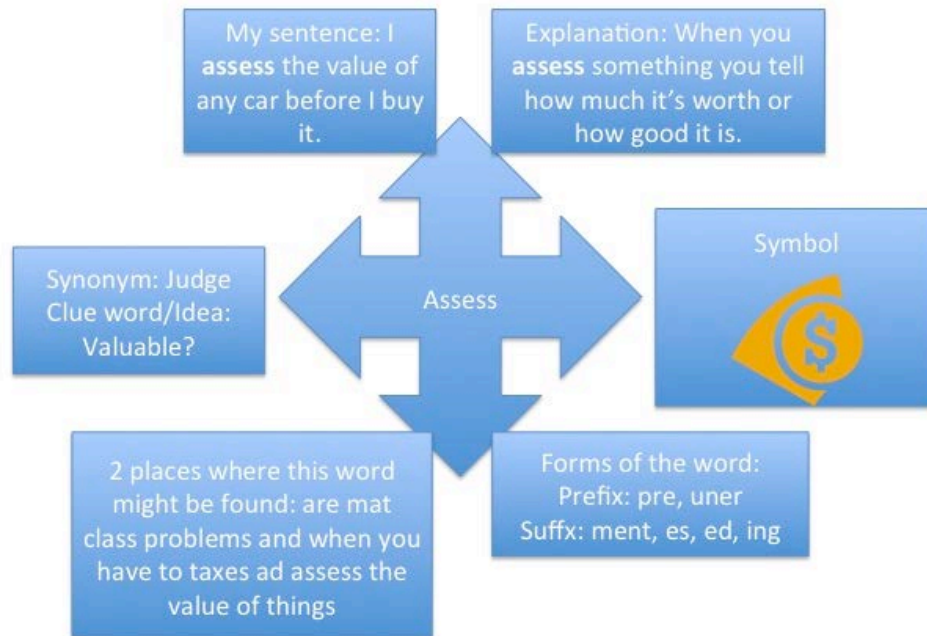 My sentence: I
assess the value of
any car before I buy
it.
Explanation: When you
assess something you tell
how much it's worth or
how good it is.
Synonym: Judge
Clue word/Idea:
Valuable?
Assess
Symbol
$
2 places where this word
might be found: are mat
class problems and when you
have to taxes ad assess the
value of things
Forms of the word:
Prefix: pre, uner
Suffx: ment, es, ed, ing